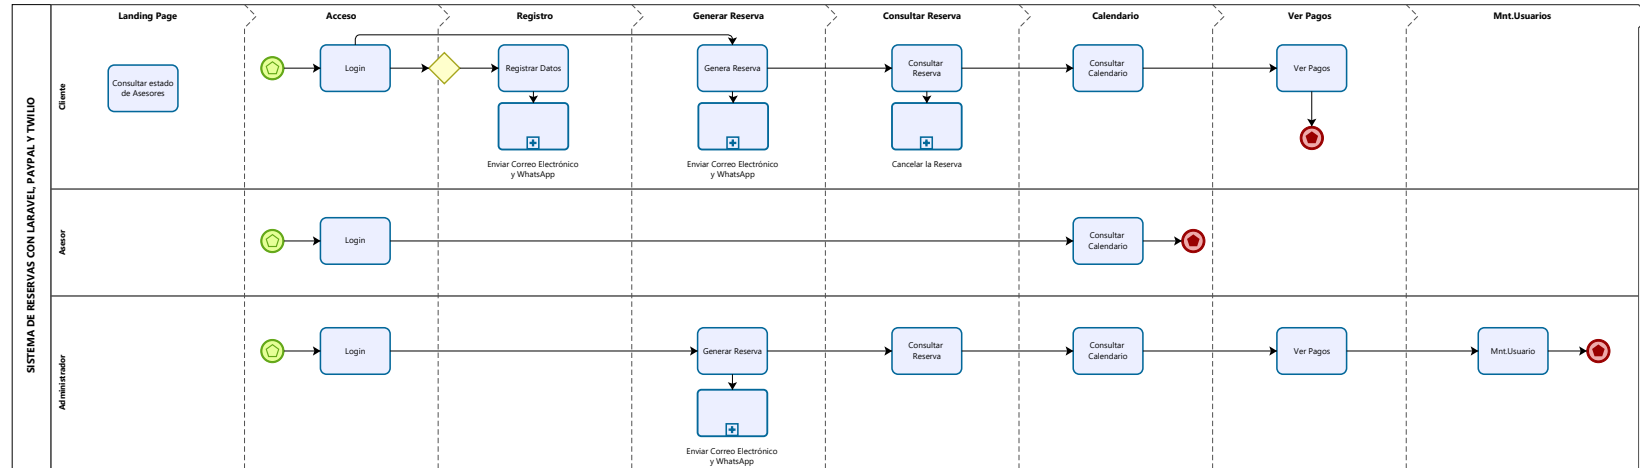 SISTEMA DE RESERVAS CON LARAVEL, PAYPAL Y TWILIO
Landing Page
Acceso
Registro
Generar Reserva
Consultar Reserva
Calendario
Ver Pagos
Mnt.Usuarios
Cliente
Consultar estado
de Asesores
Login
Registrar Datos
Genera Reserva
Consultar
Reserva
Consultar
Calendario
Ver Pagos
Enviar Correo Electrónico
y WhatsApp
Enviar Correo Electrónico
y WhatsApp
Cancelar la Reserva
Asesor
Login
Consultar
Calendario
Administrador
Login
Generar Reserva
Consultar
Reserva
Consultar
Calendario
Ver Pagos
Mnt.Usuario
Enviar Correo Electrónico
y WhatsApp